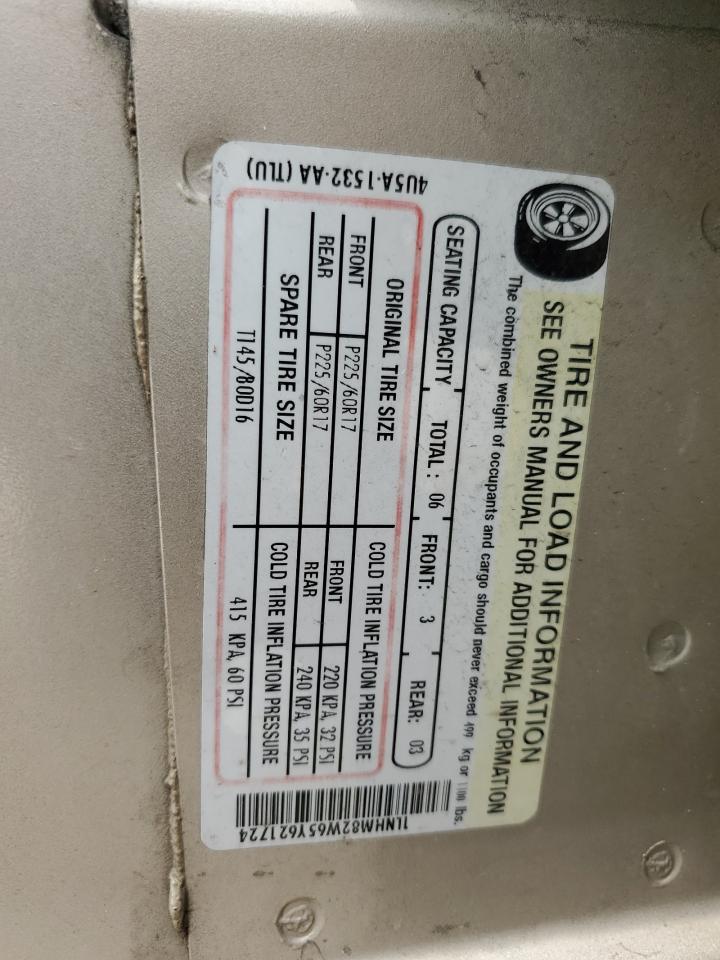 TIRE AND LOAD INFORMATION
SEE OWNERS MANUAL FOR ADDITIONAL INFORMATION
The combined weight of occupants and cargo should never exceed 499 kg or 1100 lbs.
SEATING CAPACITY TOTAL: 06 FRONT: 3 REAR: 03
ORIGINAL TIRE SIZE COLD TIRE INFLATION PRESSURE
FRONT P225/60R17 FRONT 220 KPA, 32 PSI
REAR P225/60R17 REAR 240 KPA, 35 PSI
SPARE TIRE SIZE COLD TIRE INFLATION PRESSURE
T145/80D16 415 KPA, 60 PSI
4U5A-1532-AA (TLU)
1LNHM82W65Y621724